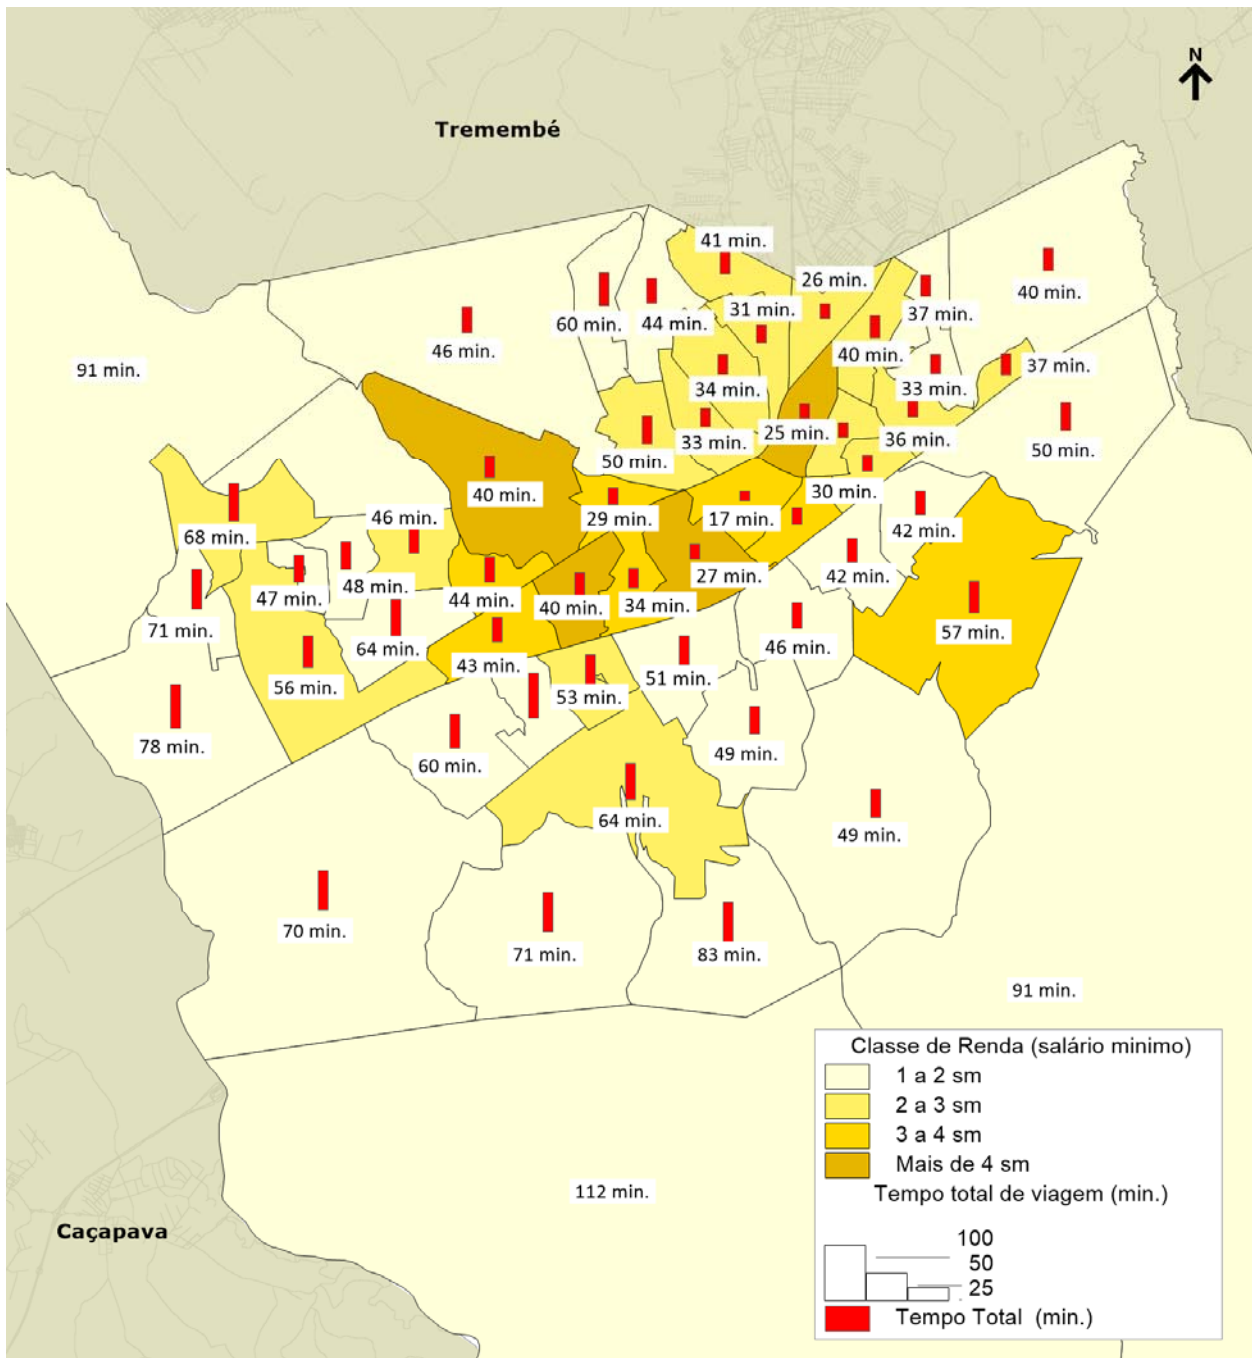 N
Tremembé
41 min.
26 min.
40 min.
31 min.
37 min.
60 min.
44 min.
46 min.
40 min.
91 min.
37 min.
33 min.
34 min.
25 min.
36 min.
33 min.
50 min.
50 min.
40 min.
30 min.
29 min.
17 min.
46 min.
68 min.
42 min.
42 min.
27 min.
47 min.
48 min.
44 min.
40 min.
34 min.
71 min.
64 min.
46 min.
57 min.
43 min.
51 min.
56 min.
53 min.
78 min.
60 min.
49 min.
64 min.
49 min.
70 min.
71 min.
83 min.
91 min.
112 min.
Caçapava
Classe de Renda (salário minimo)
1 a 2 sm
2 a 3 sm
3 a 4 sm
Mais de 4 sm
Tempo total de viagem (min.)
100
50
25
Tempo Total (min.)